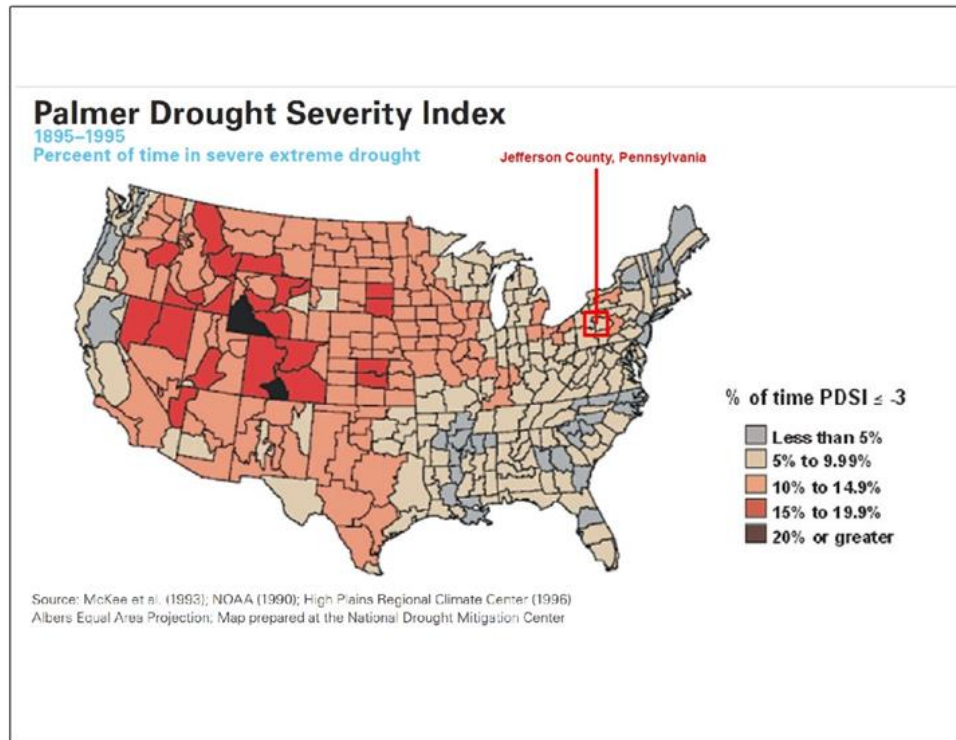 Palmer Drought Severity Index
1895–1995
Perceent of time in severe extreme drought
Jefferson County, Pennsylvania
% of time PDSI ≤ -3
Less than 5%
5% to 9.99%
10% to 14.9%
15% to 19.9%
20% or greater
Source: McKee et al. (1993); NOAA (1990); High Plains Regional Climate Center (1996)
Albers Equal Area Projection; Map prepared at the National Drought Mitigation Center